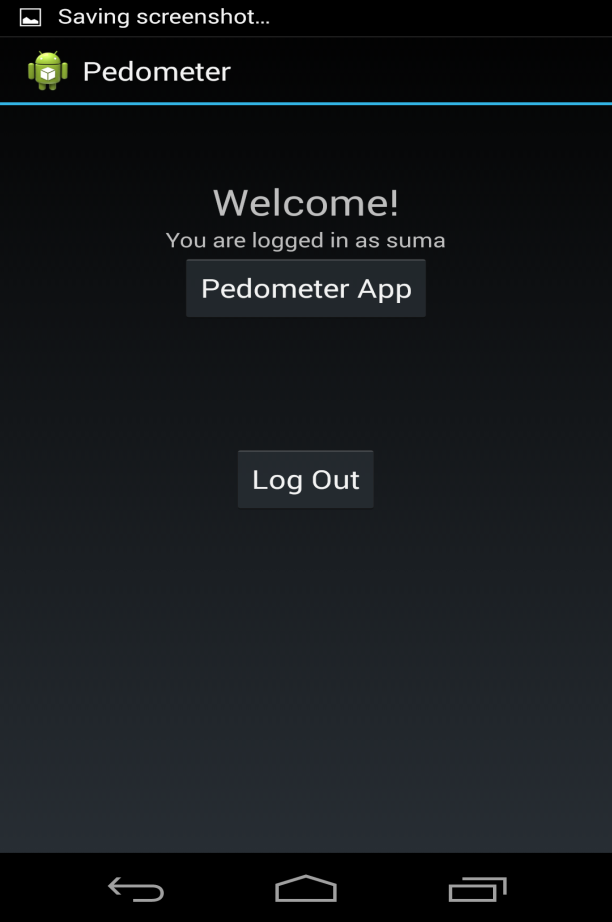 Saving screenshot...
Pedometer
Welcome!
You are logged in as suma
Pedometer App
Log Out